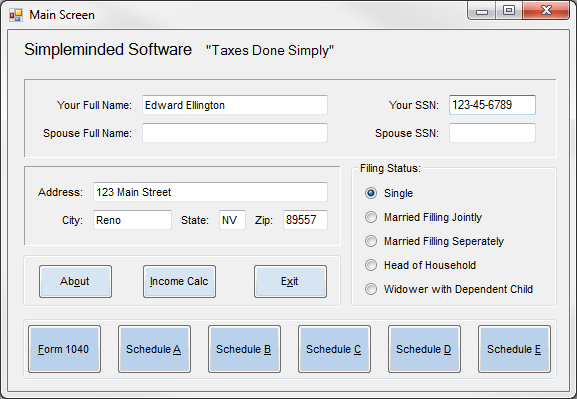 Main Screen
Simpleminded Software "Taxes Done Simply"
Your Full Name: Edward Ellington Your SSN: 123-45-6789
Spouse Full Name: Spouse SSN:
Filing Status:
Address: 123 Main Street
City: Reno State: NV Zip: 89557
Single
Married Filing Jointly
Married Filing Seperately
Head of Household
Widower with Dependent Child
About Income Calc Exit
Form 1040 Schedule A Schedule B Schedule C Schedule D Schedule E